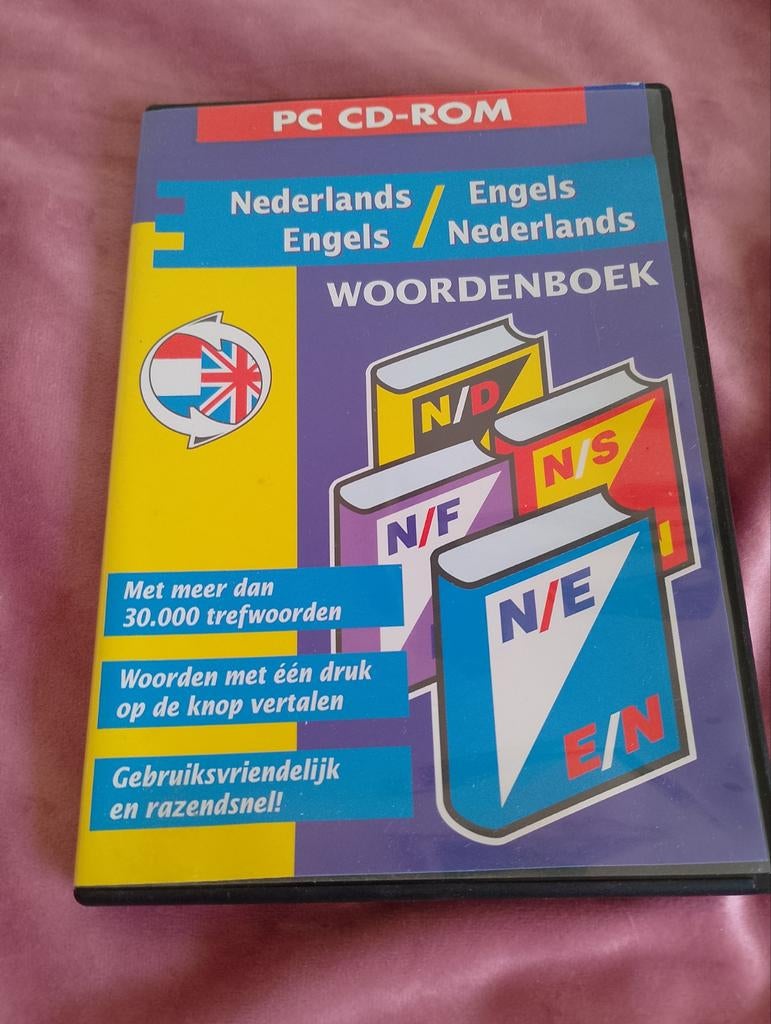 PC CD-ROM
Nederlands / Engels
Engels / Nederlands
WOORDENBOEK
N/D
N/S
N
N/F
N/E
E/N
Met meer dan
30.000 trefwoorden
Woorden met één druk
op de knop vertalen
Gebruiksvriendelijk
en razendsnel!